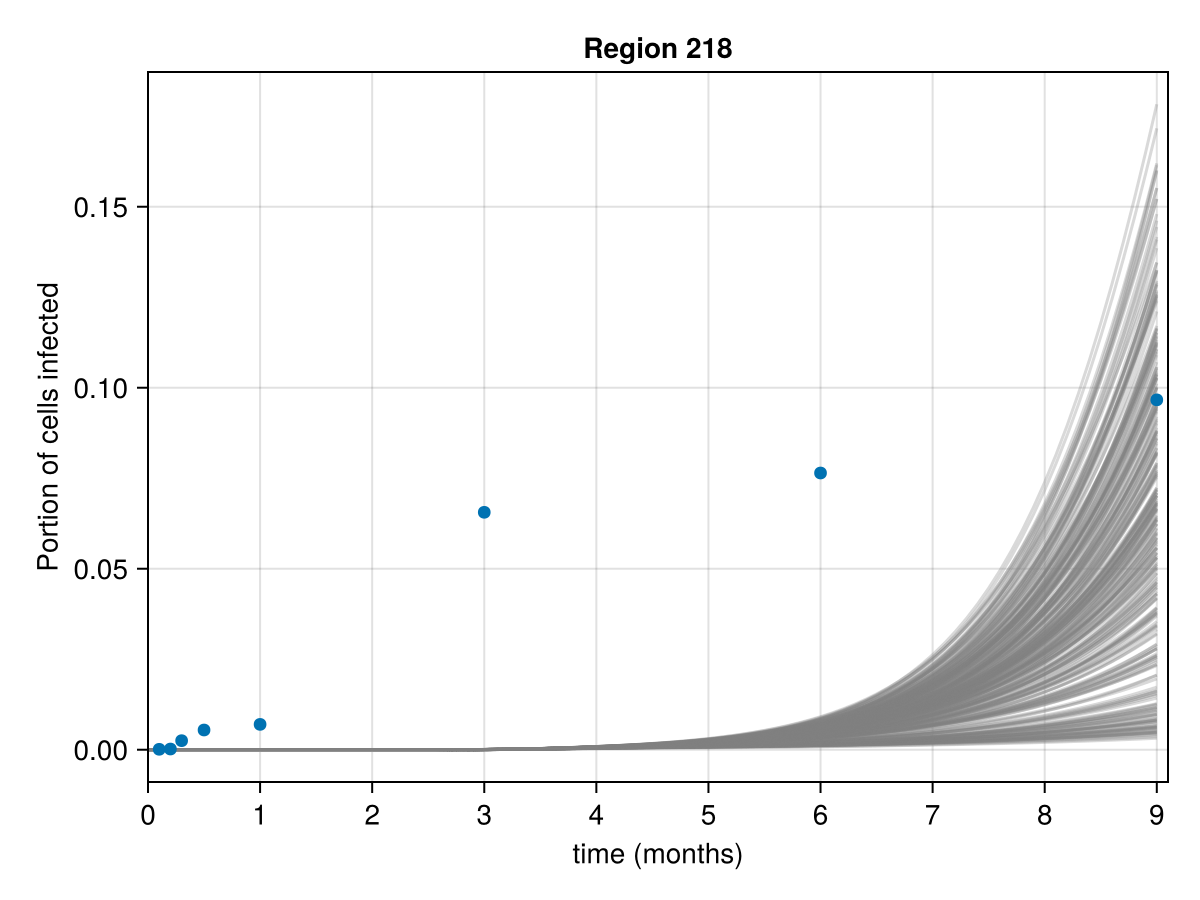 Region 218
Portion of cells infected
0.15
0.10
0.05
0.00
0 1 2 3 4 5 6 7 8 9
time (months)